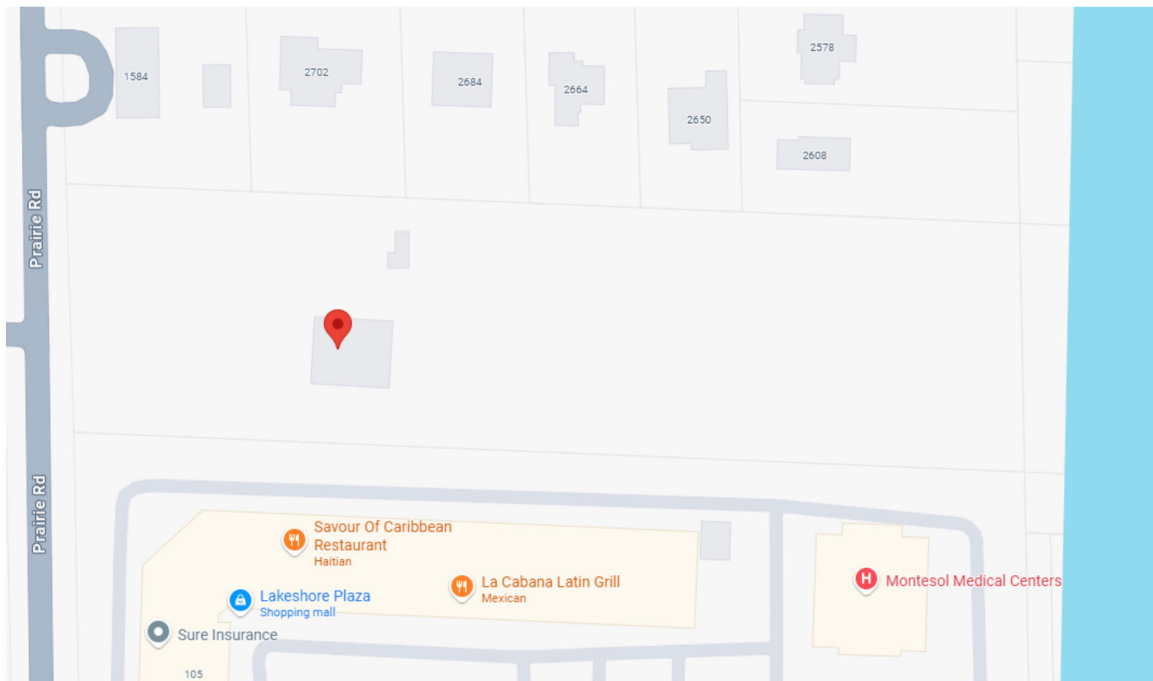 2578
1584
2702
2684
2664
2650
2608
Prairie Rd
Prairie Rd
Savour Of Caribbean
Restaurant
Haitian
La Cabana Latin Grill
Mexican
Montesol Medical Centers
H
Lakeshore Plaza
Shopping mall
Sure Insurance
105